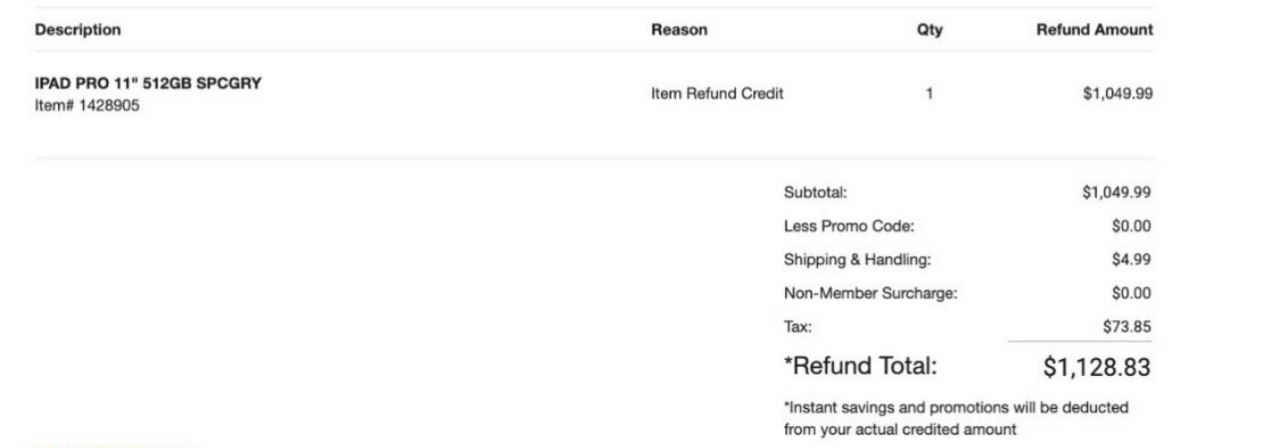 Description Reason Qty Refund Amount
IPAD PRO 11" 512GB SPCGRY
Item# 1428905
Item Refund Credit 1 $1,049.99
Subtotal: $1,049.99
Less Promo Code: $0.00
Shipping & Handling: $4.99
Non-Member Surcharge: $0.00
Tax: $73.85
*Refund Total: $1,128.83
*Instant savings and promotions will be deducted
from your actual credited amount